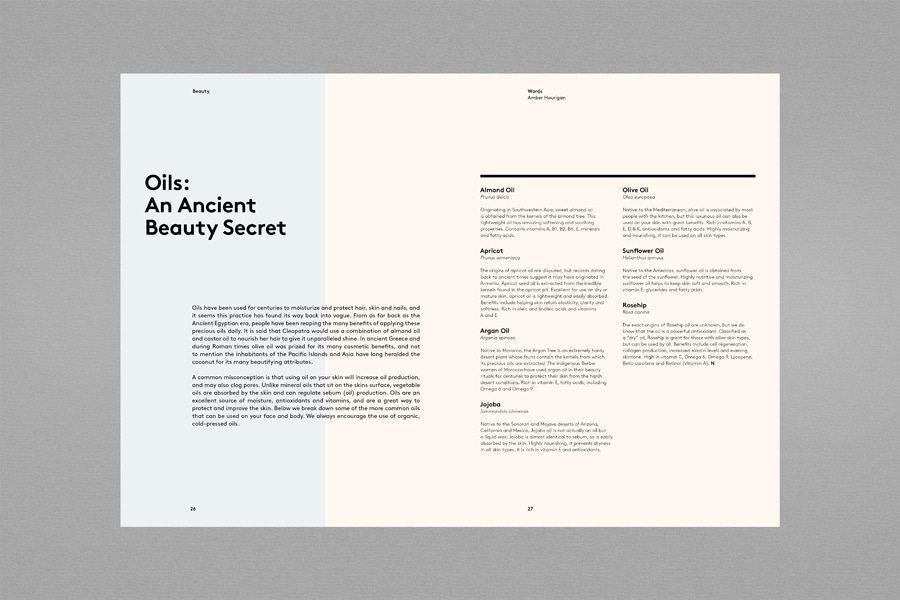 Beauty
Oils:
An Ancient
Beauty Secret
Oils have been used for centuries to moisturize and protect hair, skin and nails, and
it seems this practice has found its way back into vogue. From as far back as the
Ancient Egyptian era, people have been reaping the many benefits of applying these
precious oils daily. It is said that Cleopatra would use a combination of almond oil
and castor oil to nourish her hair to give it unparalleled shine. In ancient Greece and
during Roman times olive oil was prized for its many cosmetic benefits, and not
to mention the inhabitants of the Pacific Islands and Asia have long heralded the
coconut for its many beautifying attributes.
A common misconception is that using oil on your skin will increase oil production,
and may also clog pores. Unlike mineral oils that sit on the skins surface, vegetable
oils are absorbed by the skin and can regulate sebum (oil) production. Oils are an
excellent source of moisture, antioxidants and vitamins, and are a great way to
protect and improve the skin. Below we break down some of the more common oils
that can be used on your face and body. We always encourage the use of organic,
cold-pressed oils.
26
Words
Amber Hourigan
Almond Oil
Prunus dulcis
Originating in Southwestern Asia, sweet almond oil
is obtained from the kernels of the almond tree. This
lightweight oil has amazing softening and soothing
properties. Contains vitamins A, B1, B2, B6, E, minerals
and fatty acids.
Apricot
Prunus armeniaca
The origins of apricot oil are disputed, but records dating
back to ancient times suggest it may have originated in
Armenia. Apricot seed oil is extracted from the inedible
kernels found in the apricot pit. Excellent for use on dry or
mature skin, apricot oil is lightweight and easily absorbed.
Benefits include helping skin retain elasticity, clarity and
softness. Rich in oleic and linoleic acids and vitamins
A and E.
Argan Oil
Argania spinosa
Native to Morocco, the Argan Tree is an extremely hardy
desert plant whose fruits contain the kernels from which
its precious oils are extracted. The indigenous Berber
women of Morocco have used argan oil in their beauty
rituals for centuries to protect their skin from the harsh
desert conditions. Rich in vitamin E, fatty acids, including
Omega 6 and Omega 9.
Jojoba
Simmondsia chinensis
Native to the Sonoran and Mojave deserts of Arizona,
California and Mexico, Jojoba oil is not actually an oil but
a liquid wax. Jojoba is almost identical to sebum, so is easily
absorbed by the skin. Highly nourishing, it prevents dryness
in all skin types. It is rich in vitamin E and antioxidants.
Olive Oil
Olea europaea
Native to the Mediterranean, olive oil is associated by most
people with the kitchen, but this luxurious oil can also be
used on your skin with great benefits. Rich in vitamins A, B,
E, D & K, antioxidants and fatty acids. Highly moisturizing
and nourishing, it can be used on all skin types.
Sunflower Oil
Helianthus annuus
Native to the Americas, sunflower oil is obtained from
the seed of the sunflower. Highly nutritive and moisturizing
sunflower oil helps to keep skin soft and smooth. Rich in
vitamin E, glycerides and fatty acids.
Rosehip
Rosa canina
The exact origins of Rosehip oil are unknown, but we do
know that the oil is a powerful antioxidant. Classified as
a "dry" oil, Rosehip is great for those with oilier skin types,
but can be used by all. Benefits include cell regeneration,
collagen production, increased elastin levels and evening
skintone. High in vitamin C, Omega 6, Omega 9, Lycopene,
Beta-carotene and Retinol (Vitamin A). N
27